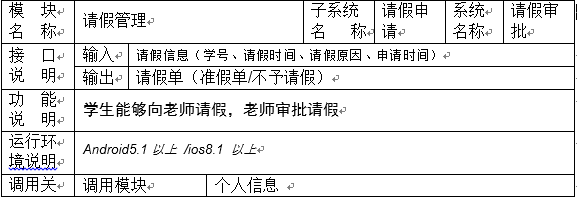 模 块 请假管理 子系统 请假申 系统 请假审
名 称 名 称 请 名称 批
接 口 输入 请假信息（学号、请假时间、请假原因、申请时间）
说 明 输出 请假单（准假单/不予请假）
功 能 学生能够向老师请假，老师审批请假
说 明
运行环 Android5.1 以上 /ios8.1 以上
境说明
调用关 调用模块 个人信息